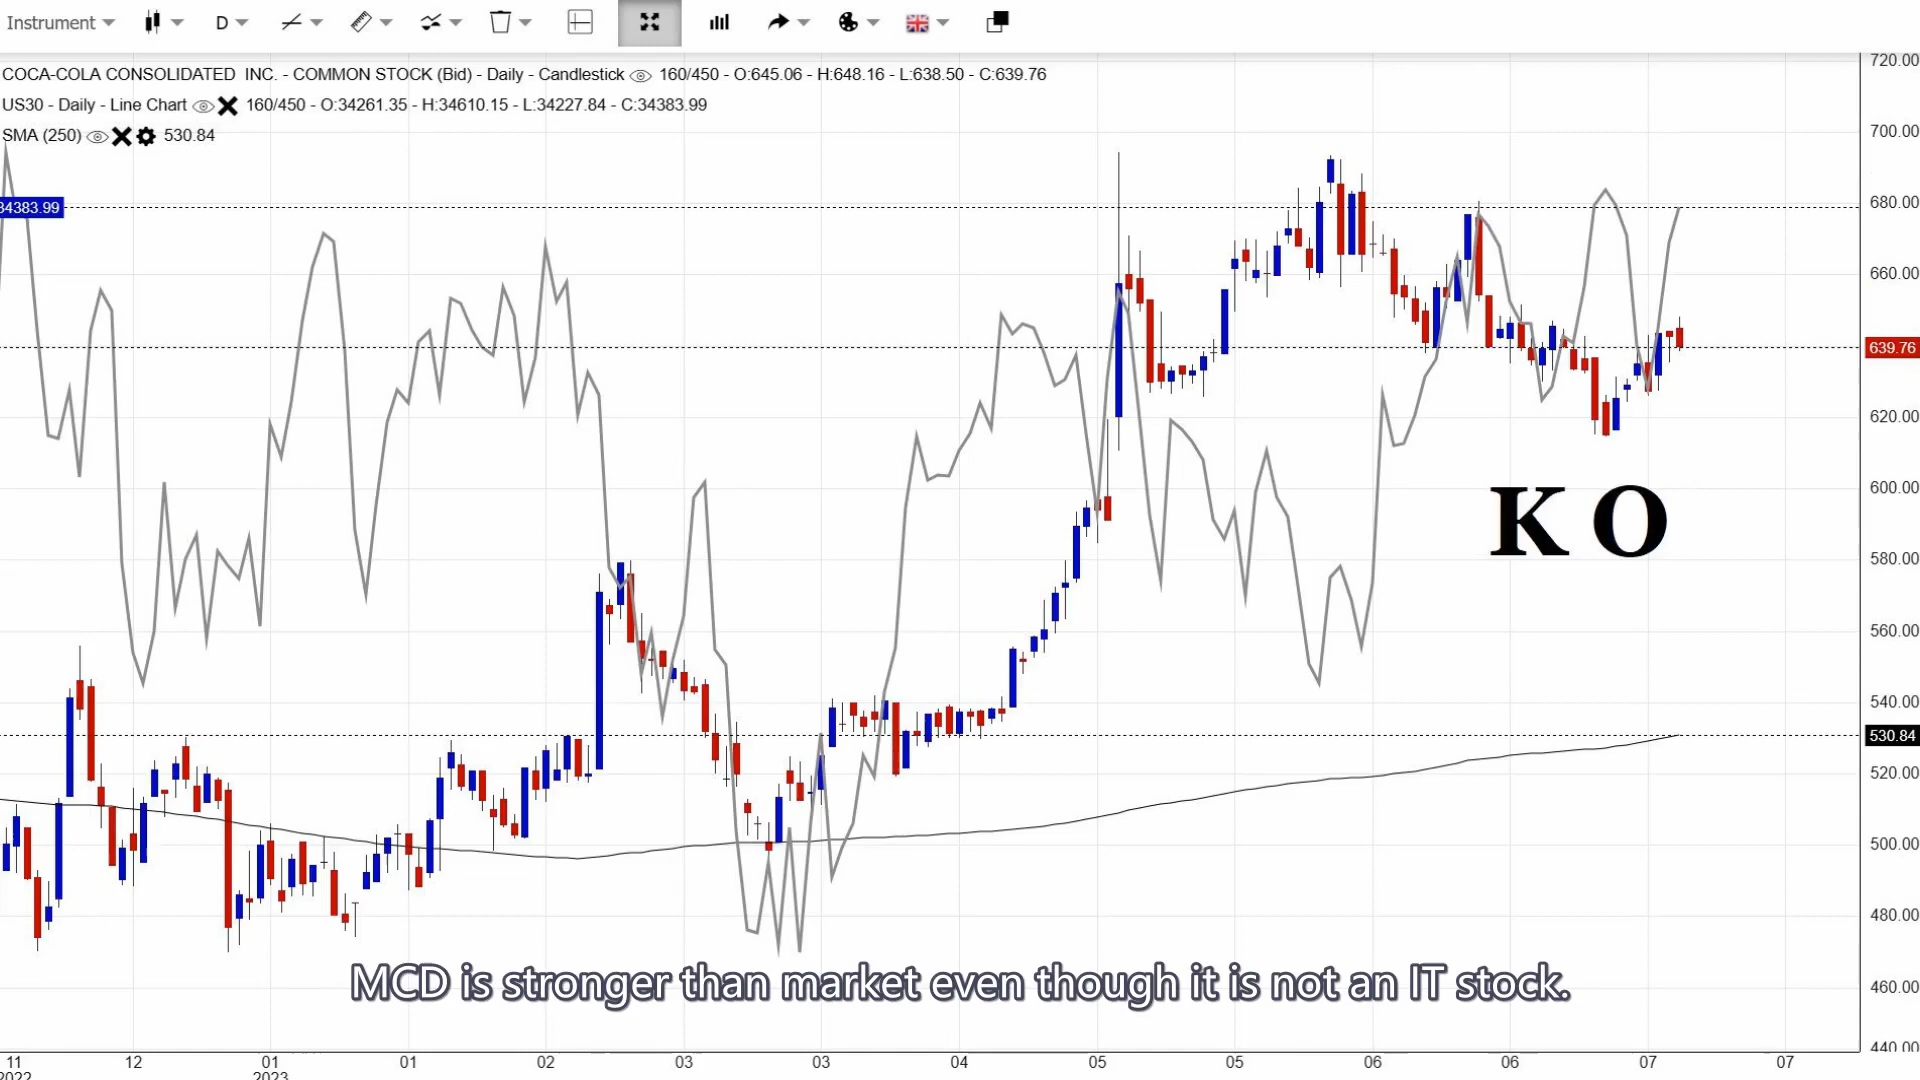 Instrument D
COCA-COLA CONSOLIDATED INC. - COMMON STOCK (Bid) - Daily - Candlestick 160/450 - O:645.06 - H:648.16 - L:638.50 - C:639.76
US30 - Daily - Line Chart 160/450 - O:34261.35 - H:34610.15 - L:34227.84 - C:34383.99
SMA (250) 530.84
34383.99
720.00
700.00
680.00
660.00
639.76
620.00
600.00
580.00
560.00
540.00
530.84
520.00
500.00
480.00
460.00
440.00
K O
MCD is stronger than market even though it is not an IT stock.
11 12 01 01 02 03 03 04 05 05 06 06 07 07
2022 2023